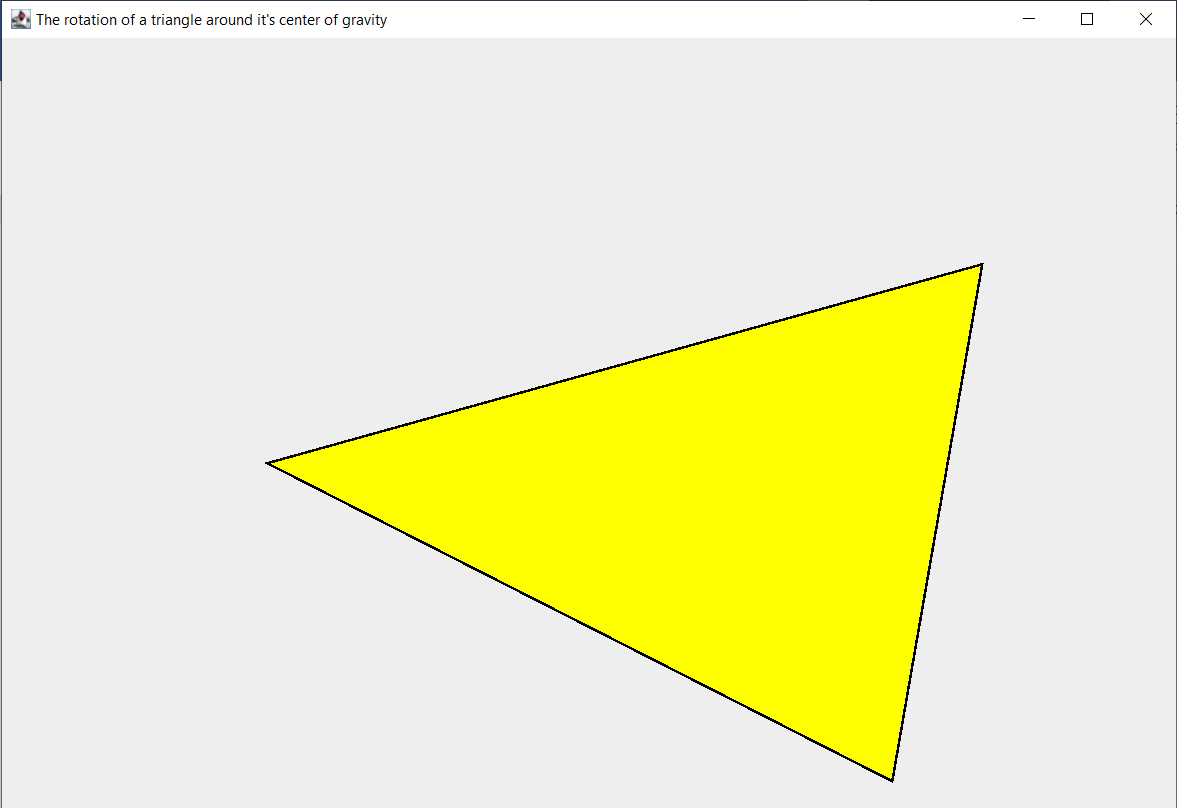 The rotation of a triangle around it's center of gravity